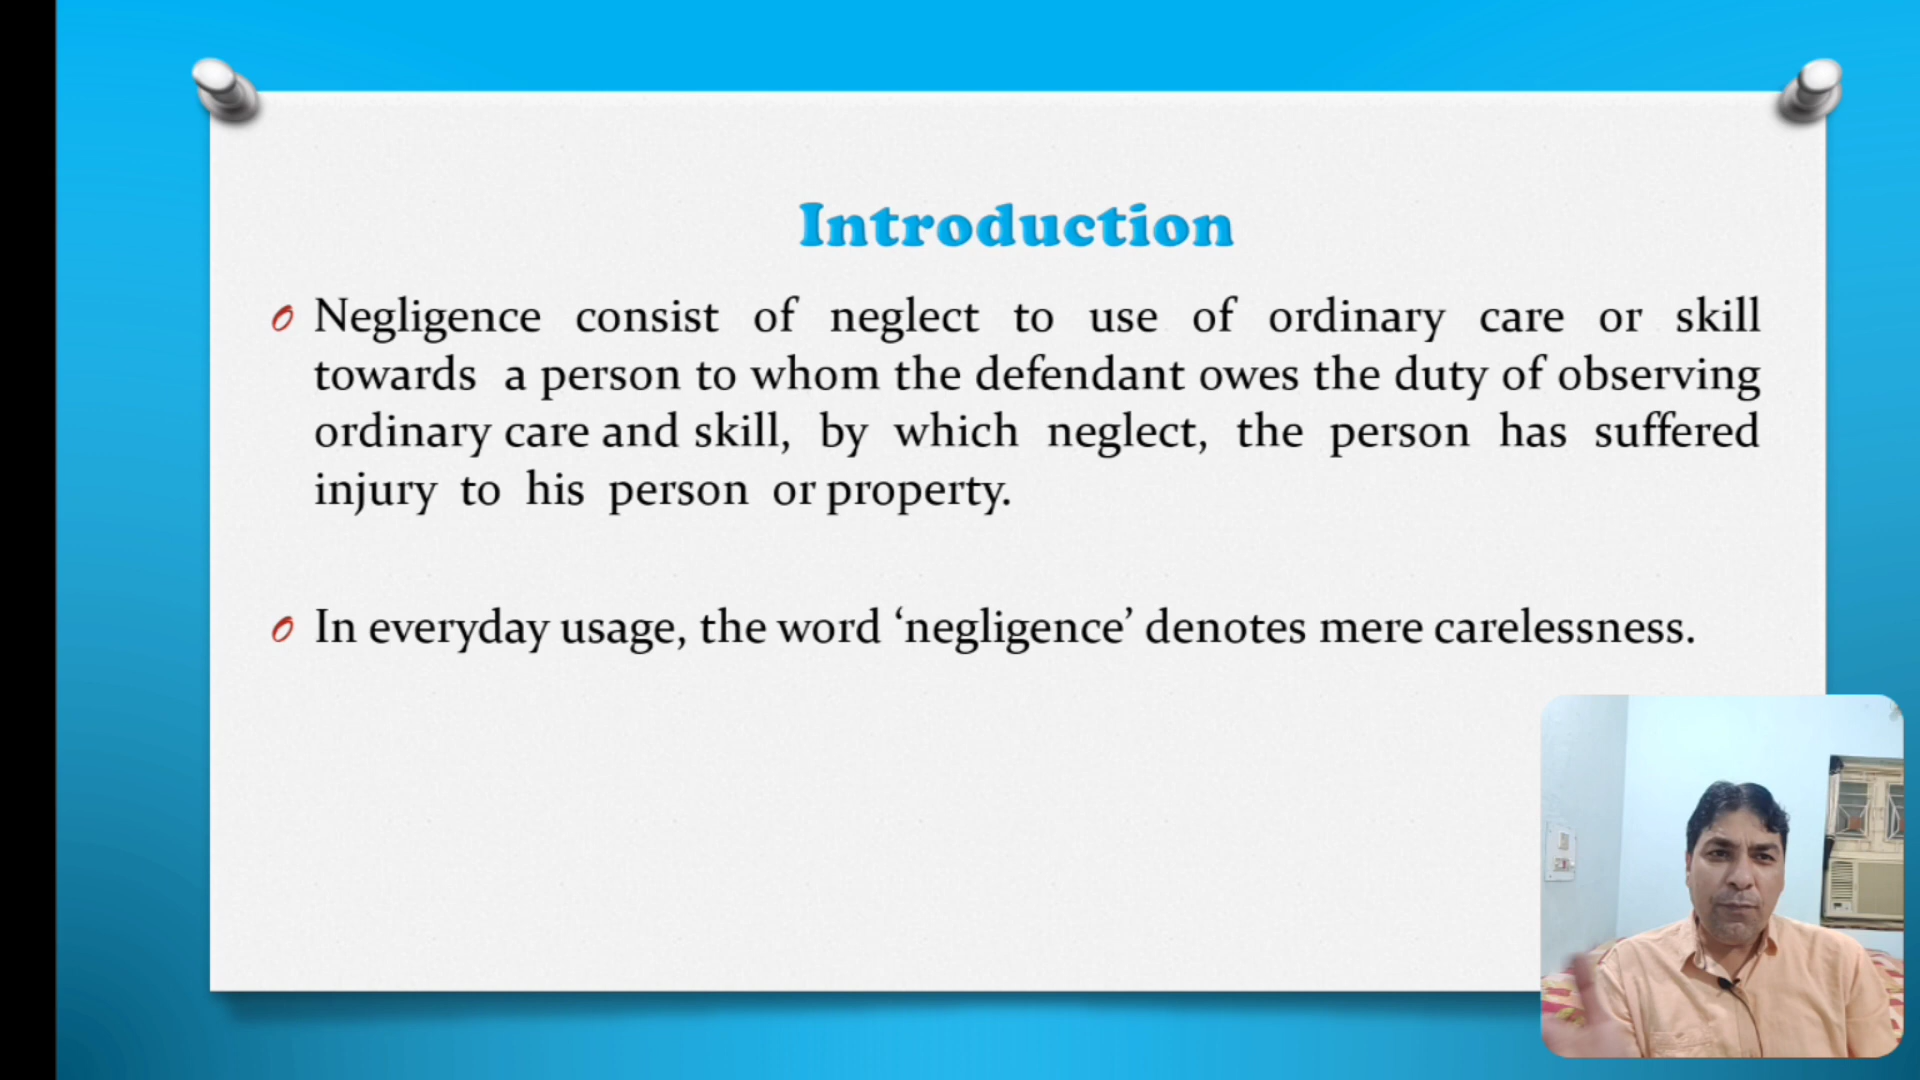 Introduction
Negligence consist of neglect to use of ordinary care or skill
towards a person to whom the defendant owes the duty of observing
ordinary care and skill, by which neglect, the person has suffered
injury to his person or property.
In everyday usage, the word ‘negligence’ denotes mere carelessness.